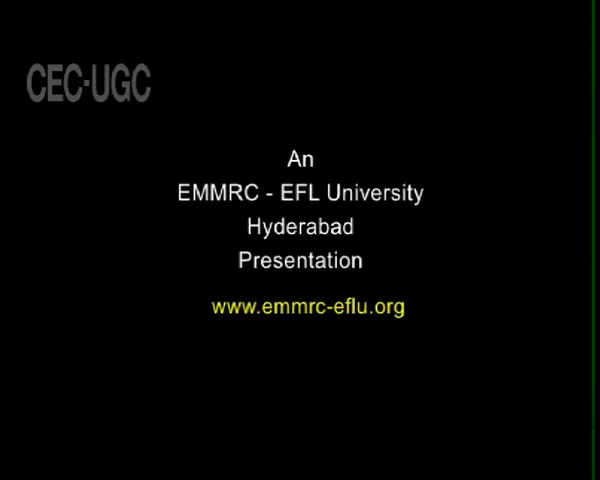 CEC-UGC
An
EMMRC - EFL University
Hyderabad
Presentation
www.emmrc-eflu.org